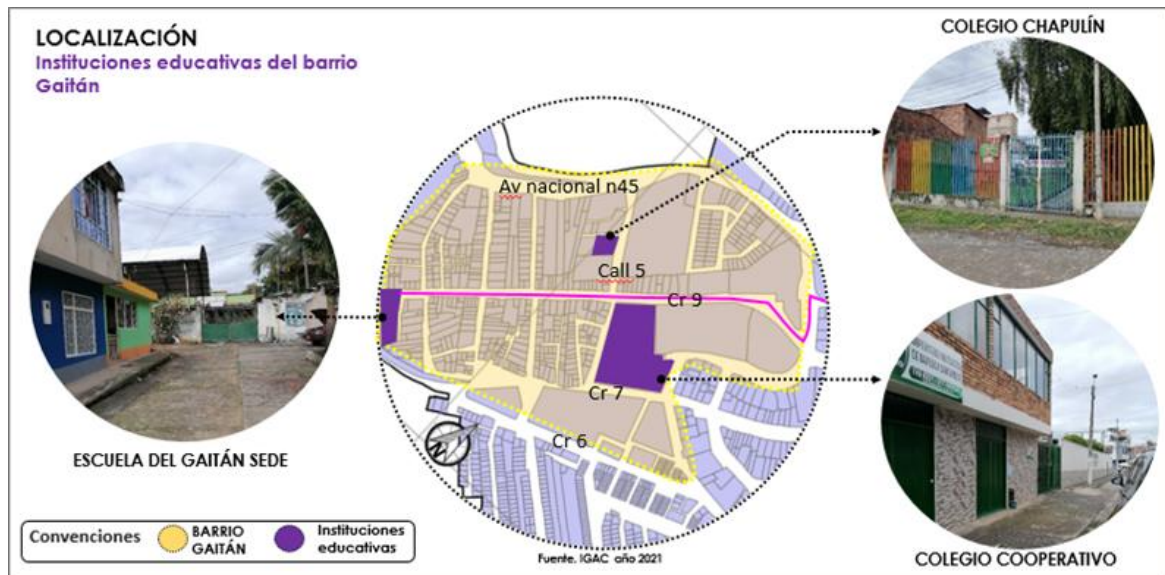 LOCALIZACIÓN
Instituciones educativas del barrio
Gaitán
COLEGIO CHAPULÍN
Av nacional n45
Call 5
Cr 9
Cr 7
Cr 6
N
ESCUELA DEL GAITÁN SEDE
COLEGIO COOPERATIVO
Convenciones
BARRIO
GAITÁN
Instituciones
educativas
Fuente. IGAC año 2021